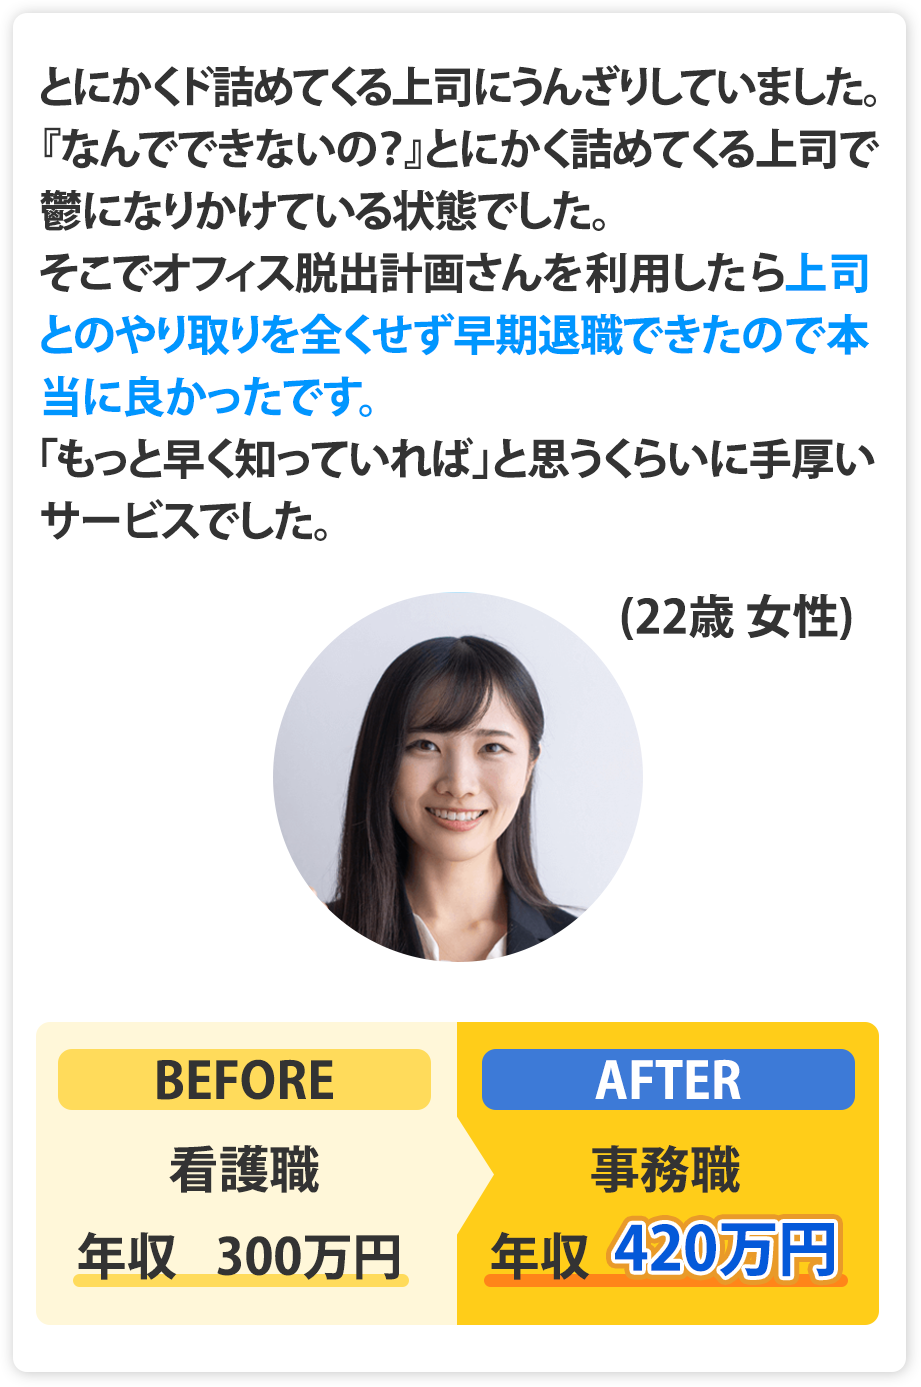 とにかくド詰めてくる上司にうんざりしていました。
『なんでできないの？』とにかく詰めてくる上司で
鬱になりかけている状態でした。
そこでオフィス脱出計画さんを利用したら上司
とのやり取りを全くせず早期退職できたので本
当に良かったです。
「もっと早く知っていれば」と思うくらいに手厚い
サービスでした。
(22歳 女性)
BEFORE
看護職
年収 300万円
AFTER
事務職
年収 420万円